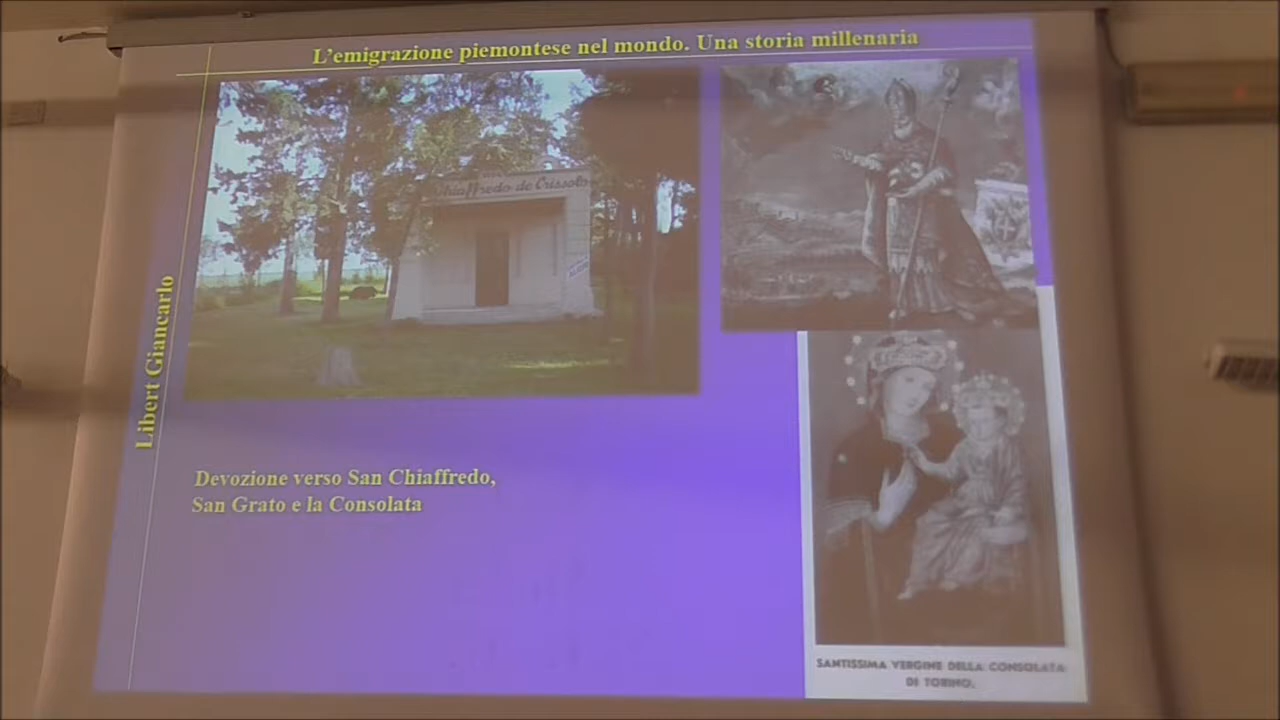 L'emigrazione piemontese nel mondo. Una storia millenaria
Libert Giancarlo
Chiaffredo de Crissolo
Devozione verso San Chiaffredo,
San Grato e la Consolata
SANTISSIMA VERGINE DELLA CONSOLATA
DI TORINO.